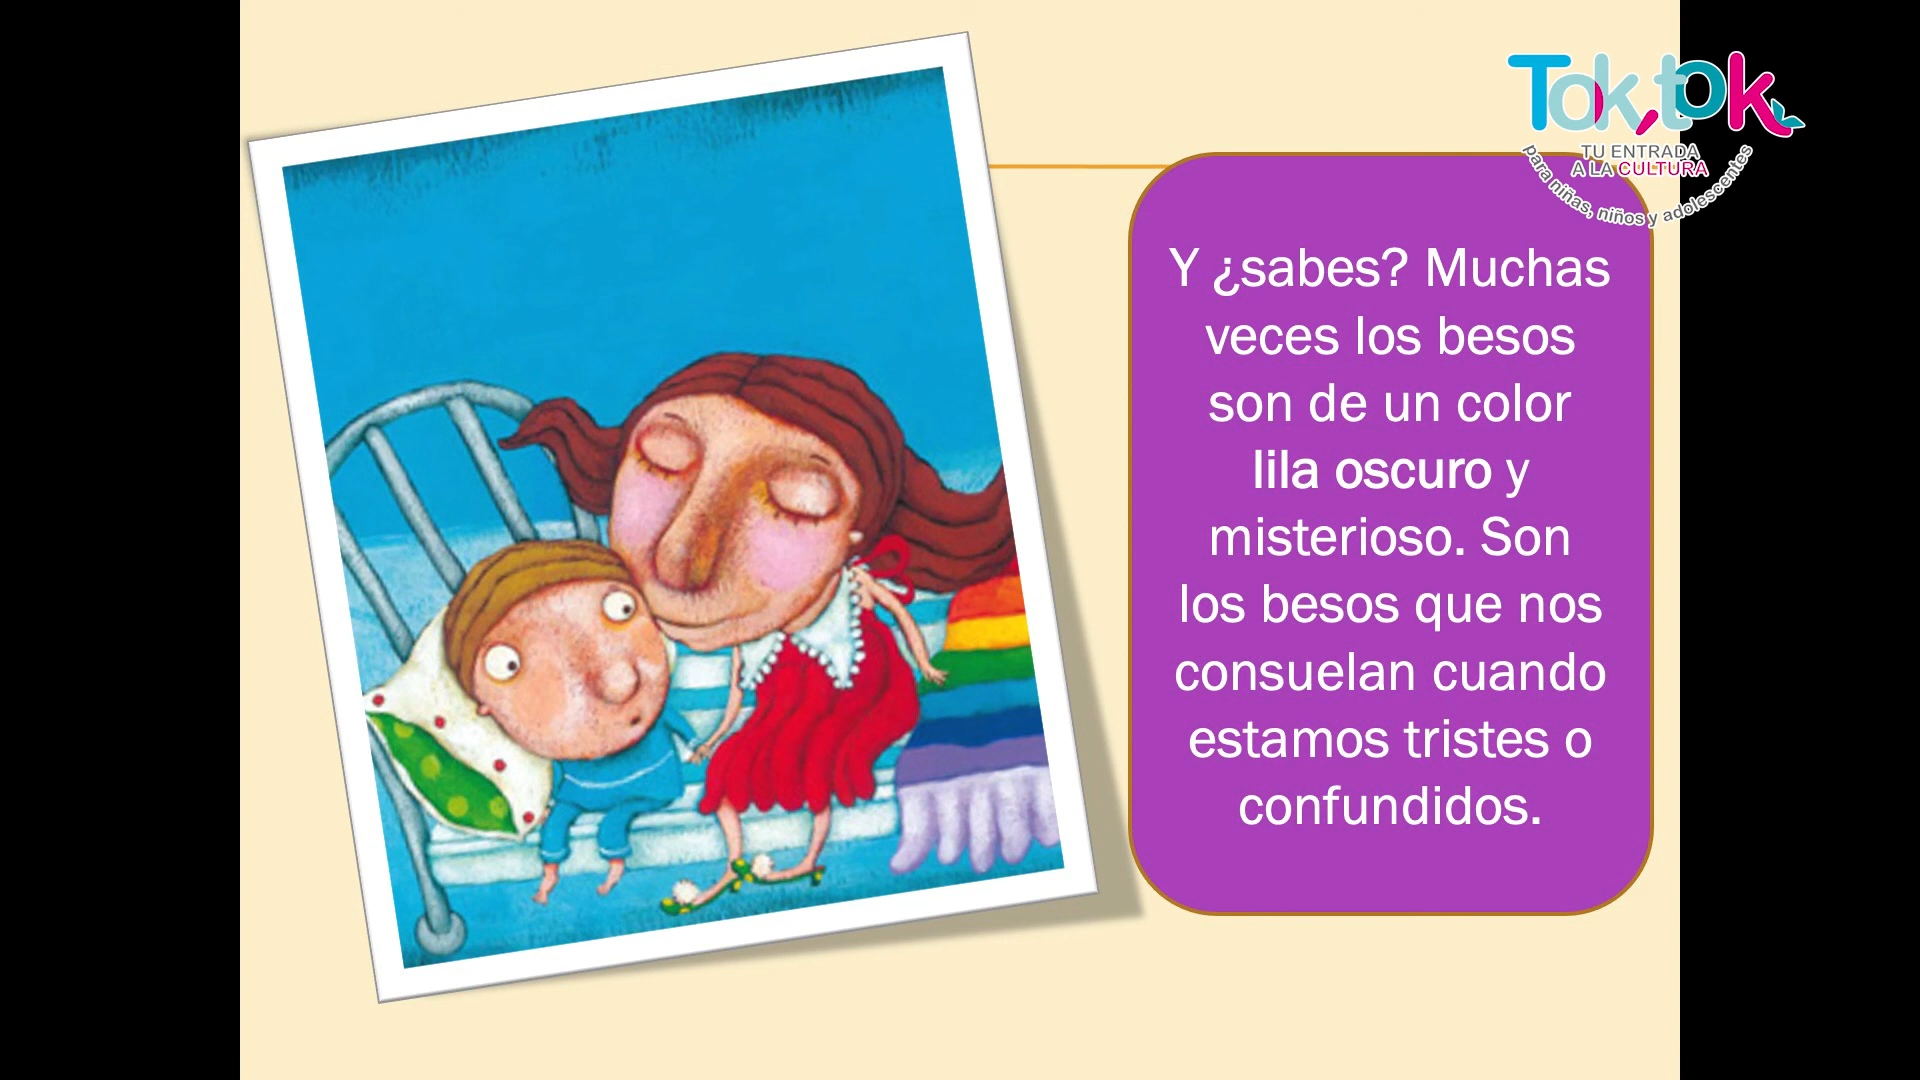 Tok, tok
TU ENTRADA
A LA CULTURA
para niñas, niños y adolescentes
Y ¿sabes? Muchas
veces los besos
son de un color
lila oscuro y
misterioso. Son
los besos que nos
consuelan cuando
estamos tristes o
confundidos.